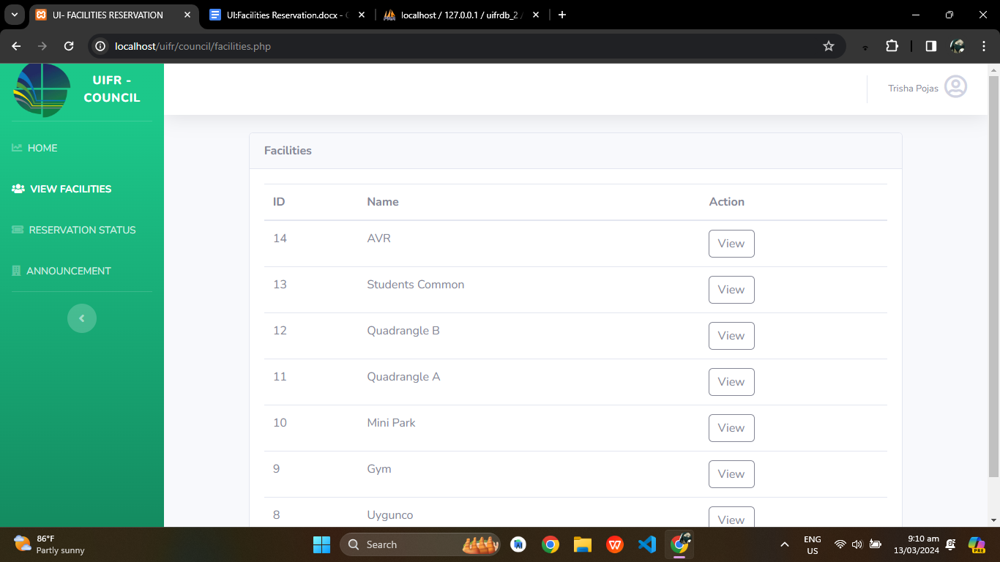 UI- FACILITIES RESERVATION
UI:Facilities Reservation.docx -
localhost / 127.0.0.1 / uifrdb_2
localhost/uifr/council/facilities.php
UIFR -
COUNCIL
Trisha Pojas
HOME
VIEW FACILITIES
RESERVATION STATUS
ANNOUNCEMENT
Facilities
ID Name Action
14 AVR View
13 Students Common View
12 Quadrangle B View
11 Quadrangle A View
10 Mini Park View
9 Gym View
8 Uygunco View
86°F
Partly sunny
Search
ENG
US
9:10 am
13/03/2024
PRE